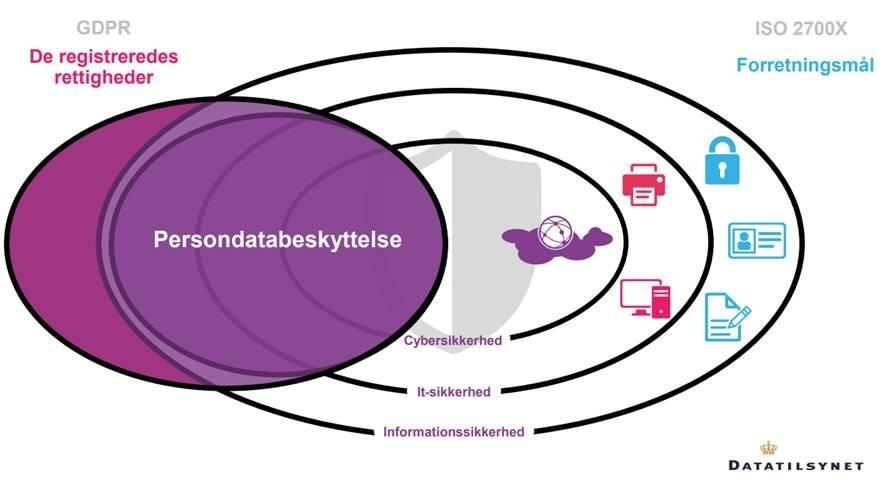 GDPR
De registreredes
rettigheder
ISO 2700X
Forretningsmål
Persondatabeskyttelse
Cybersikkerhed
It-sikkerhed
Informationssikkerhed
DATATILSYNET